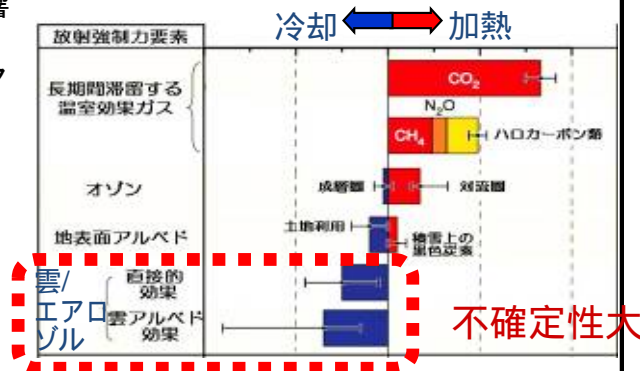 冷却 加熱
放射強制力要素
長期間滞留する
温室効果ガス
CO₂
N₂O
CH₄
ハロカーボン類
オゾン
成層圏
対流圏
地表面アルベド
土地利用
積雪上の
黒色炭素
雲/
エアロ
ゾル
直接的
効果
雲アルベド
効果
不確定性大